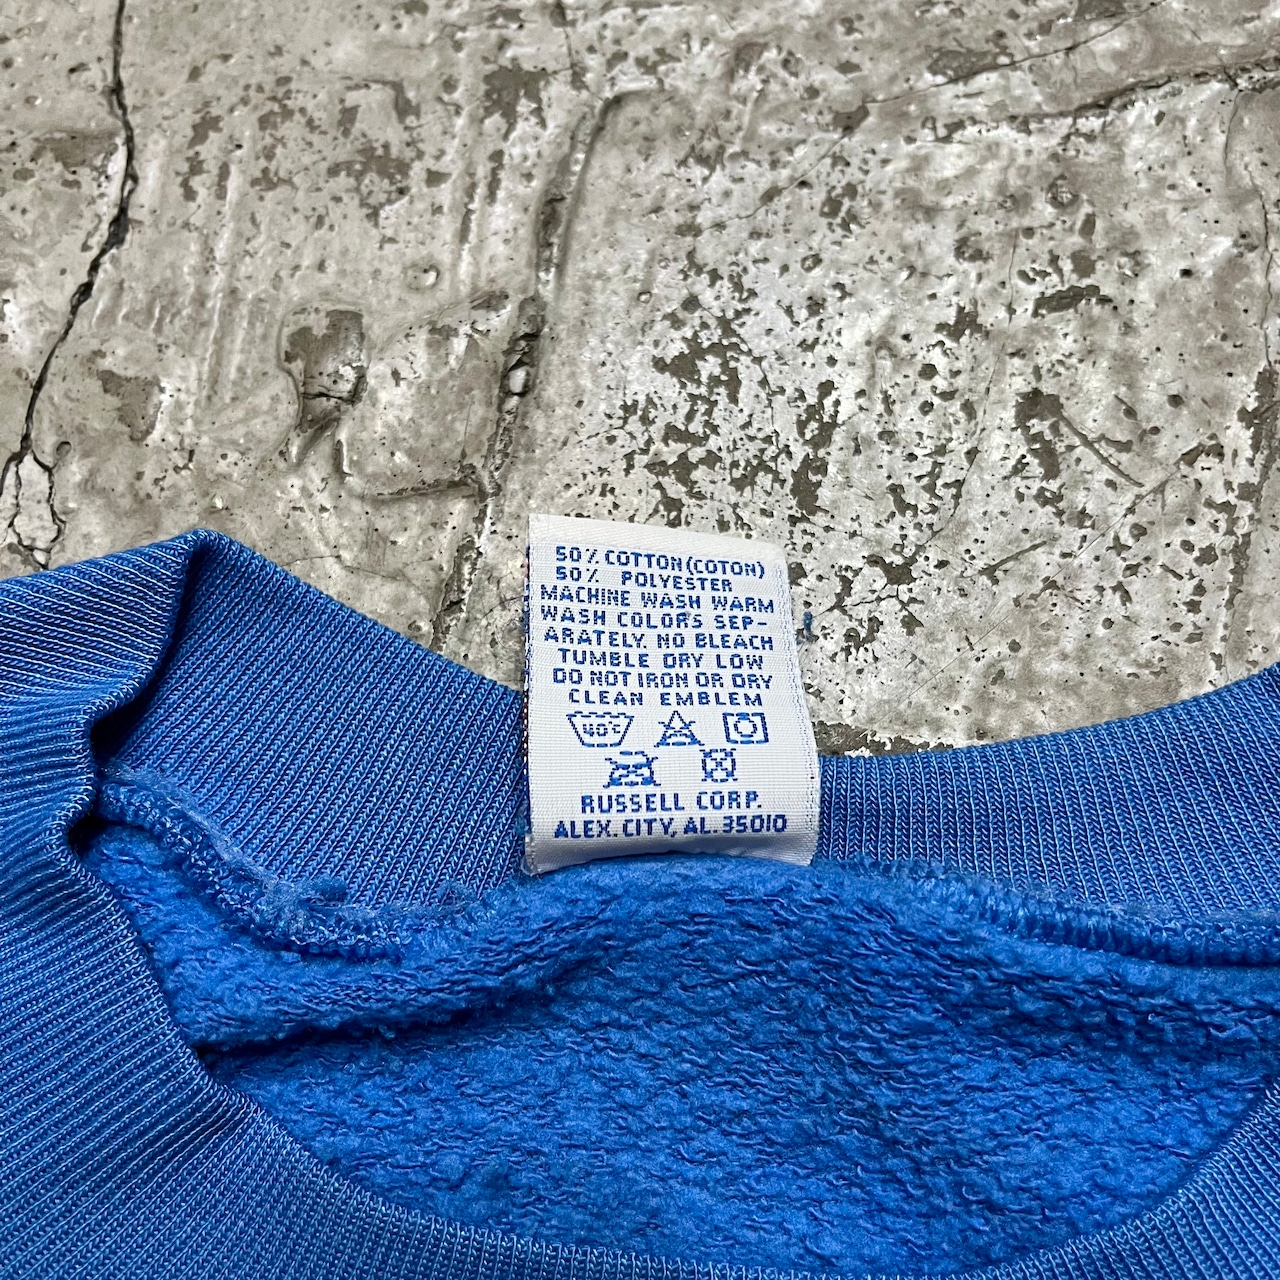 50% COTTON (COTON)
50% POLYESTER
MACHINE WASH WARM
WASH COLORS SEP-
ARATELY. NO BLEACH
TUMBLE DRY LOW
DO NOT IRON OR DRY
CLEAN EMBLEM
40°C
RUSSELL CORP.
ALEX. CITY, AL. 35010